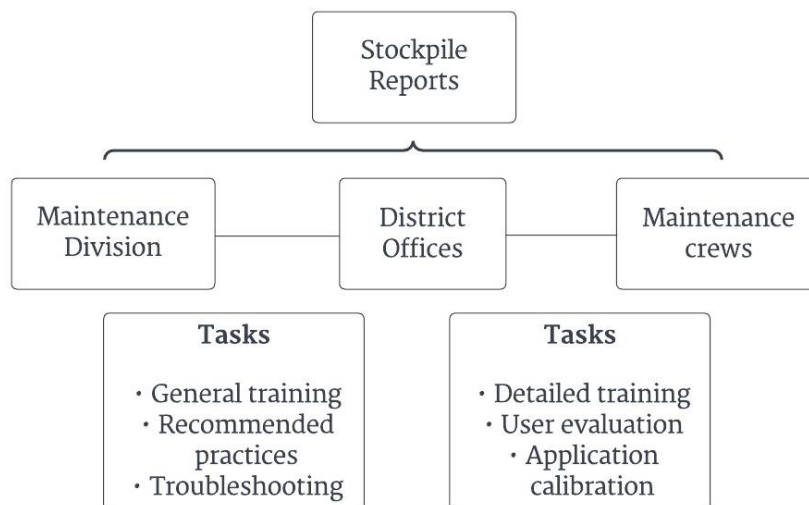 Stockpile
Reports
Maintenance
Division
District
Offices
Maintenance
crews
Tasks
· General training
· Recommended
practices
· Troubleshooting
Tasks
· Detailed training
· User evaluation
· Application
calibration